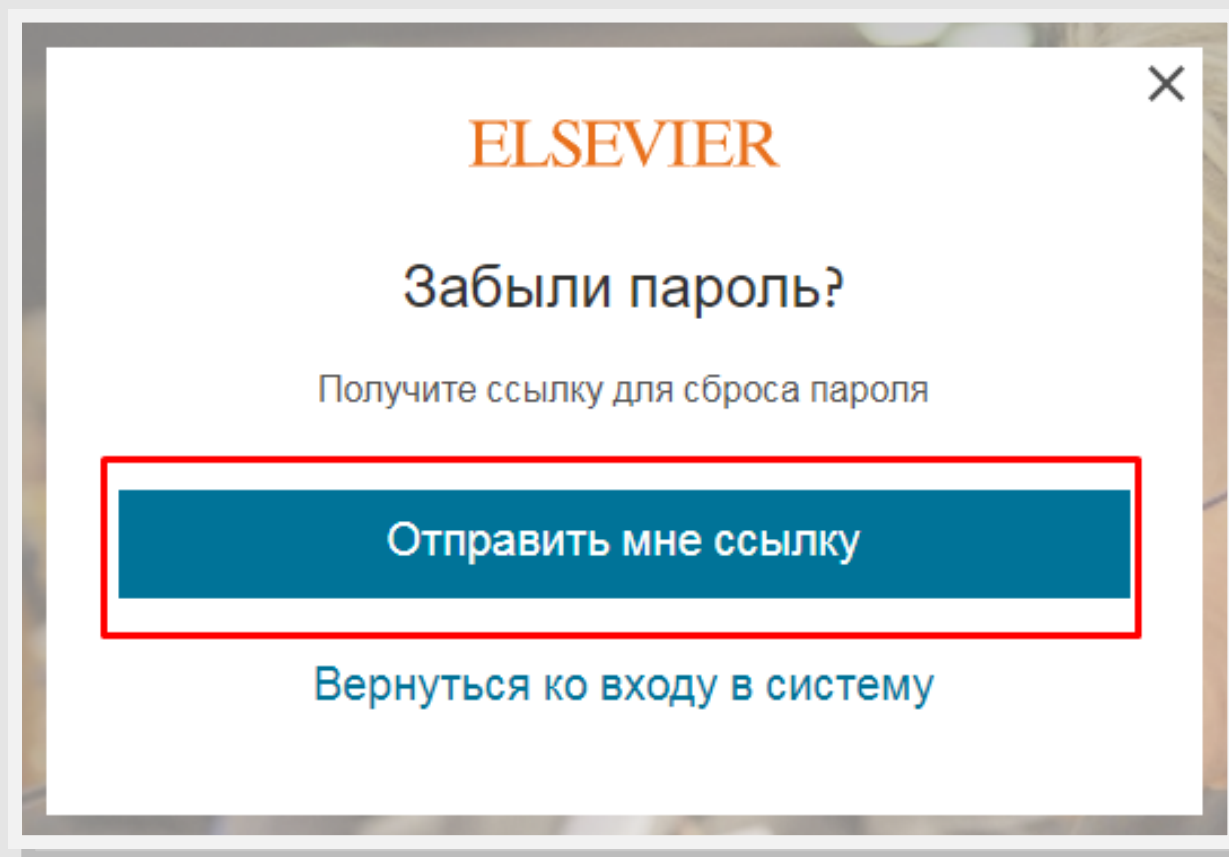 ELSEVIER
Забыли пароль?
Получите ссылку для сброса пароля
Отправить мне ссылку
Вернуться ко входу в систему